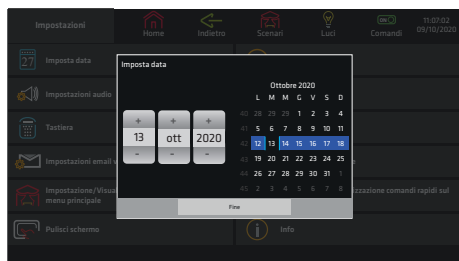 Impostazioni
Home
Indietro
Scenari
Luci
ON
Comandi
11:07:02
09/10/2020
27
Imposta data
Impostazioni audio
Tastiera
Impostazioni email
Impostazione/Visua
menu principale
izzazione comandi rapidi sul
Pulisci schermo
Info
Imposta data
Ottobre 2020
L M M G V S D
40 28 29 29 1 2 3 4
41 5 6 7 8 9 10 11
42 12 13 14 15 16 17 18
43 19 20 21 22 23 24 25
44 26 27 28 29 30 31 1
45 2 3 4 5 6 7 8
+ + +
13 ott 2020
- - -
Fine